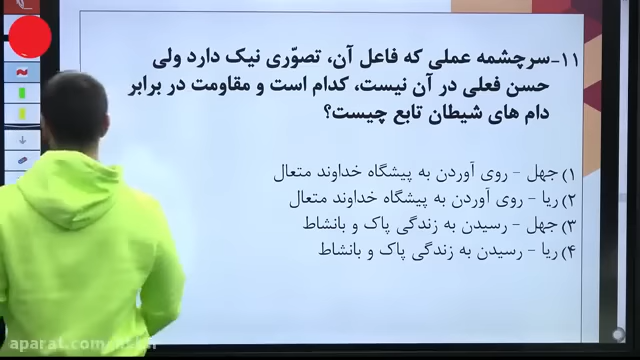 ۱۱-سرچشمه عملی که فاعل آن، تصوّری نیک دارد ولی
حسن فعلی در آن نیست، کدام است و مقاومت در برابر
دام های شیطان تابع چیست؟
۱) جهل - روی آوردن به پیشگاه خداوند متعال
۲) ریا - روی آوردن به پیشگاه خداوند متعال
۳) جهل - رسیدن به زندگی پاک و بانشاط
۴) ریا - رسیدن به زندگی پاک و بانشاط